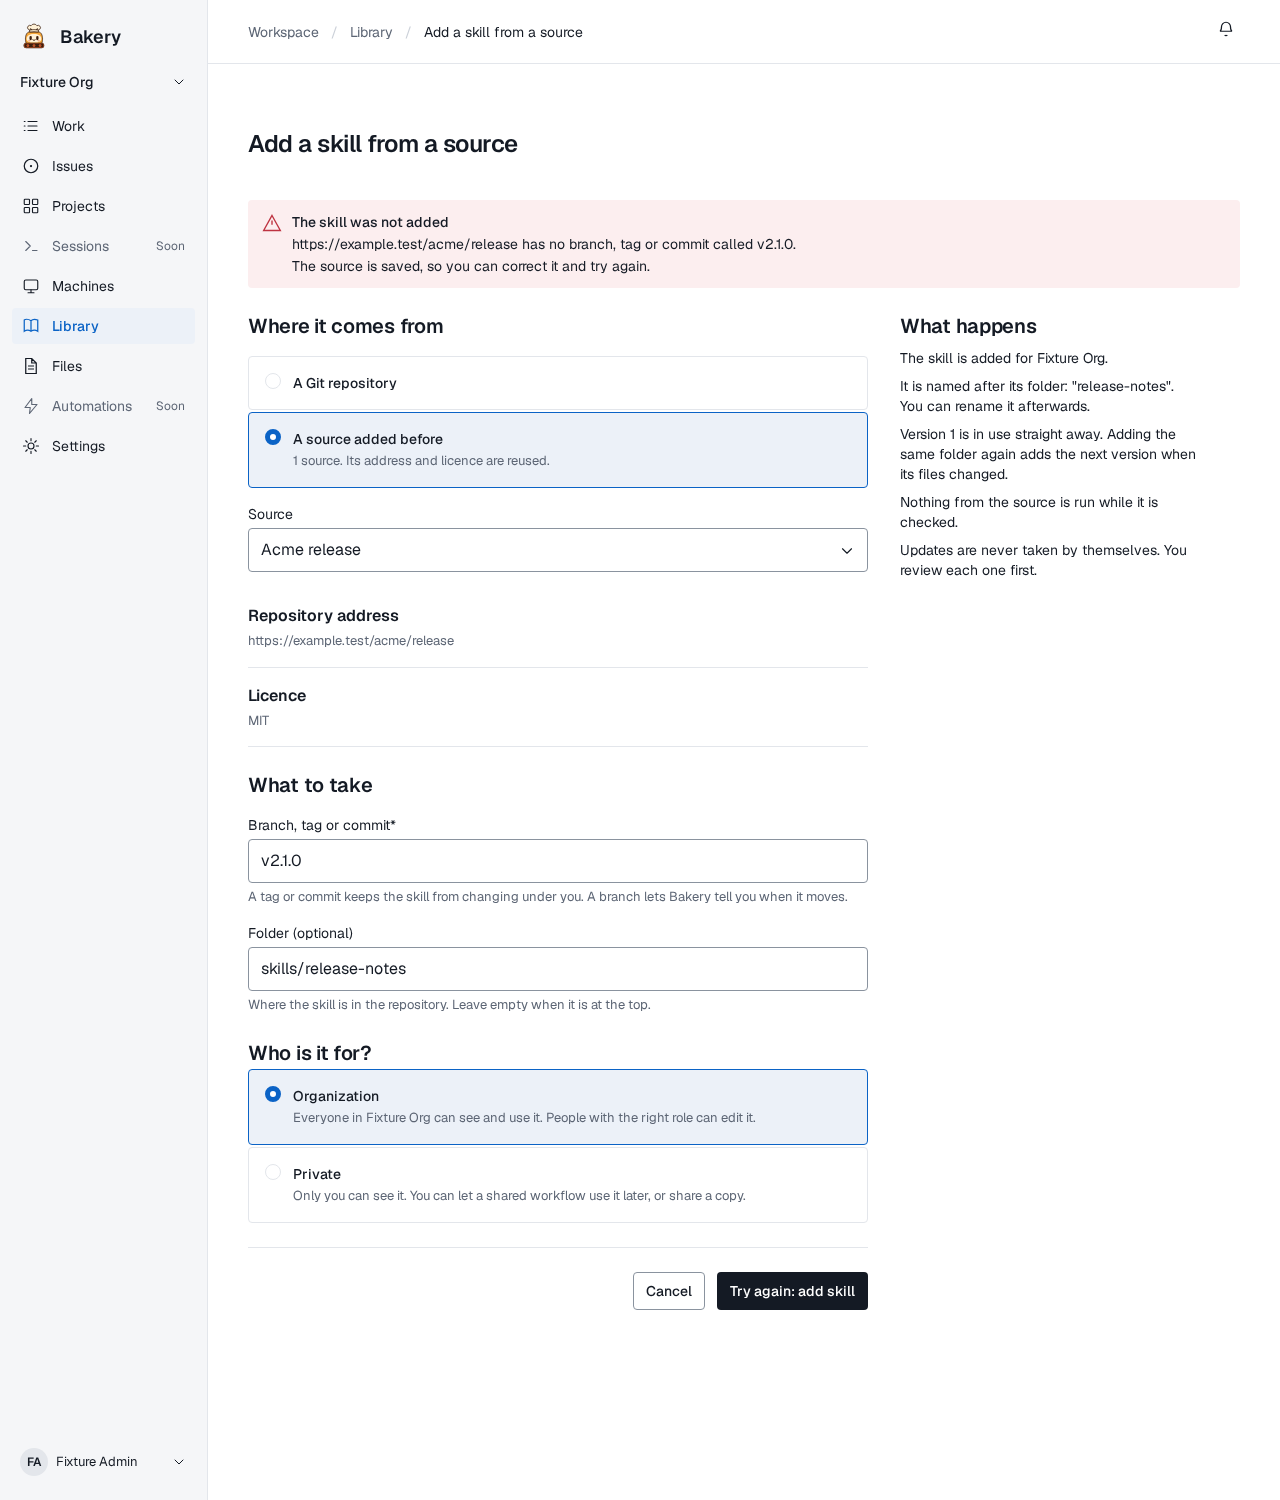 Bakery
Fixture Org
Work
Issues
Projects
Sessions Soon
Machines
Library
Files
Automations Soon
Settings
FA Fixture Admin
Workspace / Library / Add a skill from a source
Add a skill from a source
The skill was not added
https://example.test/acme/release has no branch, tag or commit called v2.1.0.
The source is saved, so you can correct it and try again.
Where it comes from
A Git repository
A source added before
1 source. Its address and licence are reused.
Source
Acme release
Repository address
https://example.test/acme/release
Licence
MIT
What to take
Branch, tag or commit*
v2.1.0
A tag or commit keeps the skill from changing under you. A branch lets Bakery tell you when it moves.
Folder (optional)
skills/release-notes
Where the skill is in the repository. Leave empty when it is at the top.
Who is it for?
Organization
Everyone in Fixture Org can see and use it. People with the right role can edit it.
Private
Only you can see it. You can let a shared workflow use it later, or share a copy.
Cancel
Try again: add skill
What happens
The skill is added for Fixture Org.
It is named after its folder: "release-notes".
You can rename it afterwards.
Version 1 is in use straight away. Adding the
same folder again adds the next version when
its files changed.
Nothing from the source is run while it is
checked.
Updates are never taken by themselves. You
review each one first.